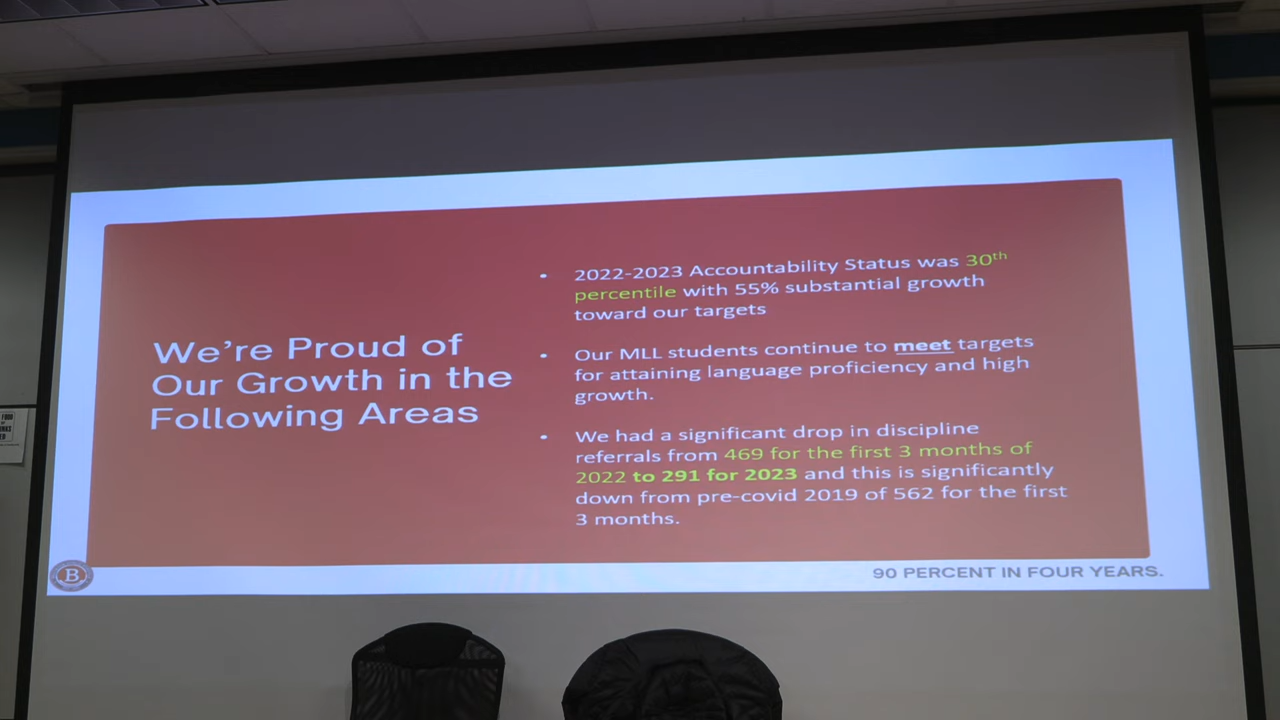 We're Proud of
Our Growth in the
Following Areas
• 2022-2023 Accountability Status was 30th
percentile with 55% substantial growth
toward our targets
• Our MLL students continue to meet targets
for attaining language proficiency and high
growth.
• We had a significant drop in discipline
referrals from 469 for the first 3 months of
2022 to 291 for 2023 and this is significantly
down from pre-covid 2019 of 562 for the first
3 months.
B
90 PERCENT IN FOUR YEARS.